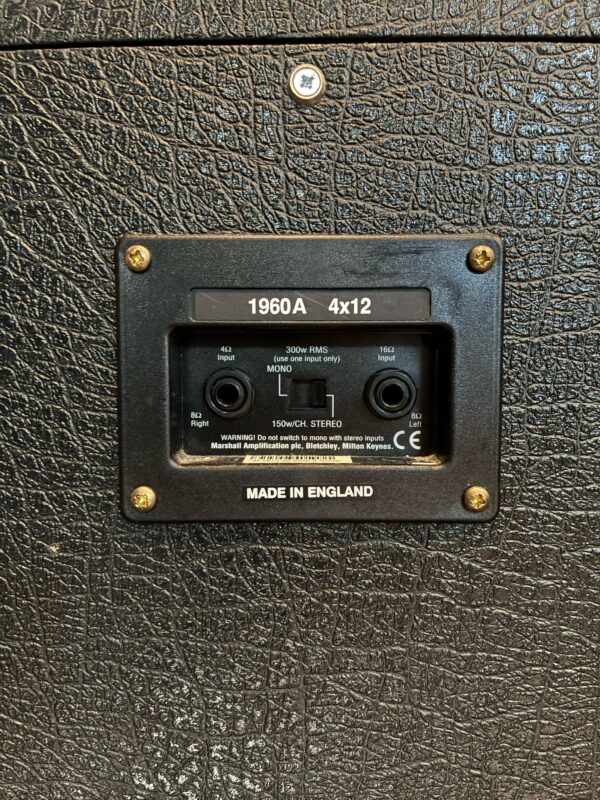 1960A 4x12
4Ω
Input
300w RMS
(use one input only)
16Ω
Input
MONO
8Ω
Right
150w/CH. STEREO
8Ω
Left
WARNING! Do not switch to mono with stereo inputs
Marshall Amplification plc, Bletchley, Milton Keynes.
CE
MADE IN ENGLAND